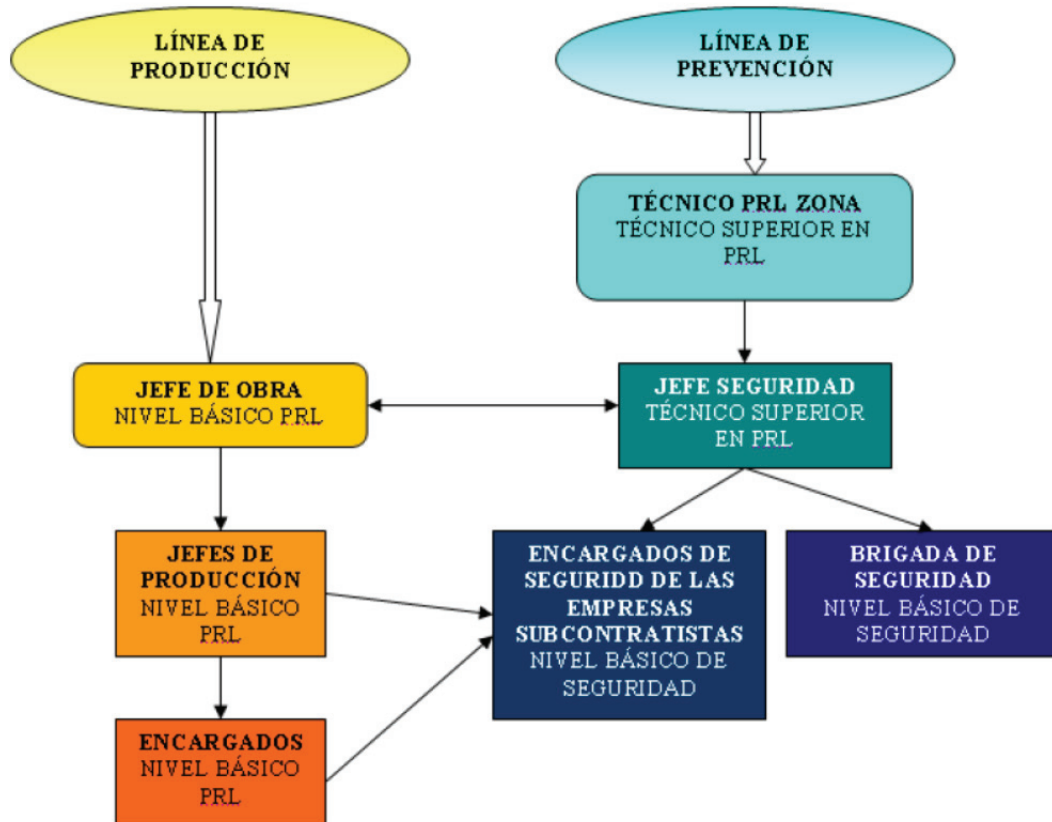 LÍNEA DE
PRODUCCIÓN
LÍNEA DE
PREVENCIÓN
TÉCNICO PRL ZONA
TÉCNICO SUPERIOR EN
PRL
JEFE DE OBRA
NIVEL BÁSICO PRL
JEFE SEGURIDAD
TÉCNICO SUPERIOR
EN PRL
JEFES DE
PRODUCCIÓN
NIVEL BÁSICO
PRL
ENCARGADOS DE
SEGURIDD DE LAS
EMPRESAS
SUBCONTRATISTAS
NIVEL BÁSICO DE
SEGURIDAD
BRIGADA DE
SEGURIDAD
NIVEL BÁSICO DE
SEGURIDAD
ENCARGADOS
NIVEL BÁSICO
PRL